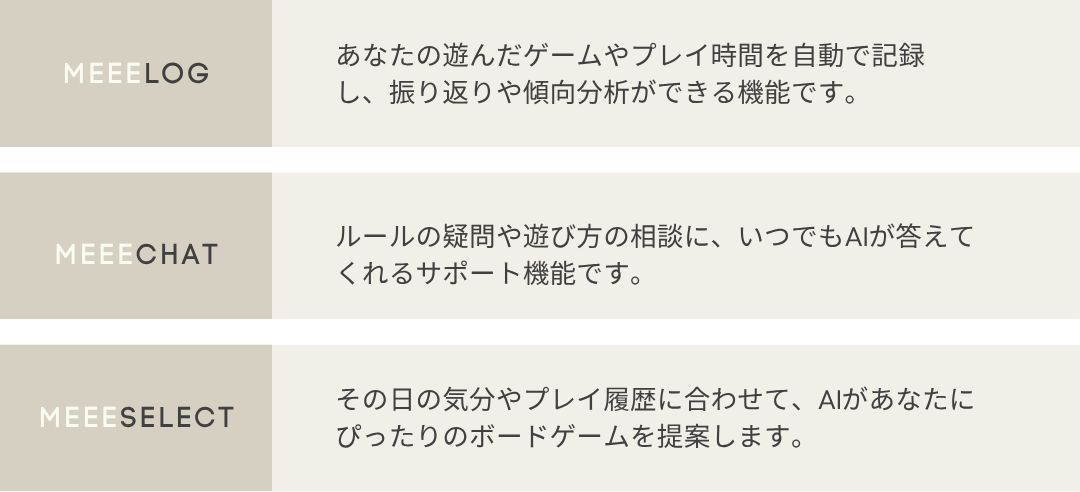 MEEELOG
あなたの遊んだゲームやプレイ時間を自動で記録
し、振り返りや傾向分析ができる機能です。
MEEECHAT
ルールの疑問や遊び方の相談に、いつでもAIが答えて
くれるサポート機能です。
MEEESELECT
その日の気分やプレイ履歴に合わせて、AIがあなたに
ぴったりのボードゲームを提案します。